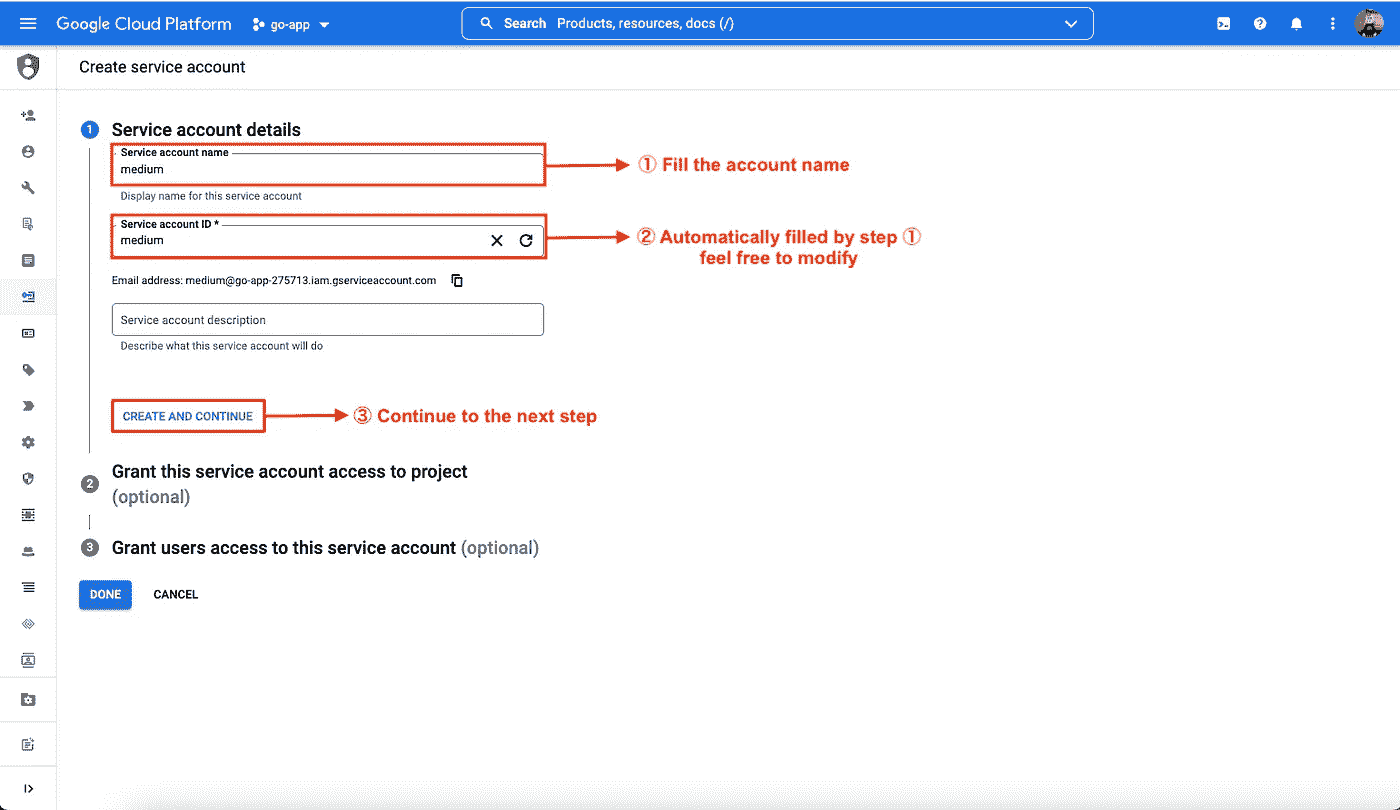 Google Cloud Platform
go-app
Search Products, resources, docs (/)
Create service account
1 Service account details
Service account name
medium
① Fill the account name
Display name for this service account
Service account ID *
medium
② Automatically filled by step ①
feel free to modify
Email address: medium@go-app-275713.iam.gserviceaccount.com
Service account description
Describe what this service account will do
CREATE AND CONTINUE
③ Continue to the next step
2 Grant this service account access to project
(optional)
3 Grant users access to this service account (optional)
DONE CANCEL